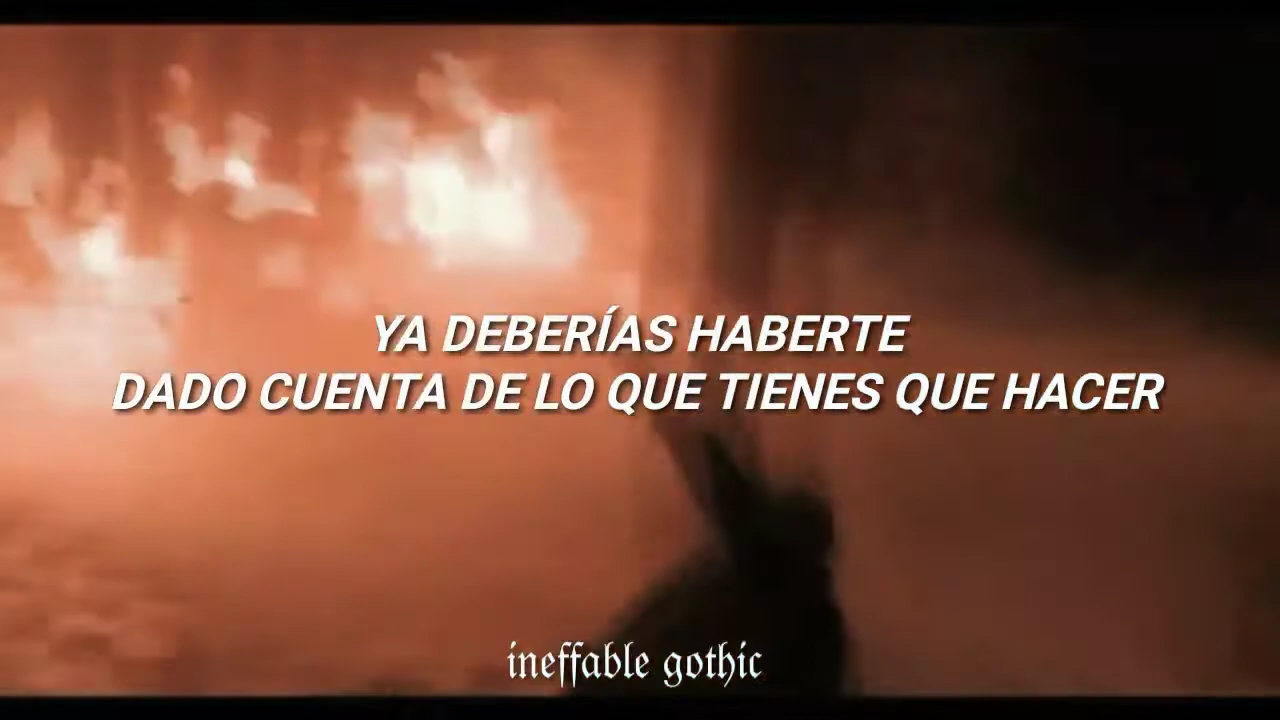 YA DEBERÍAS HABERTE
DADO CUENTA DE LO QUE TIENES QUE HACER
ineffable gothic